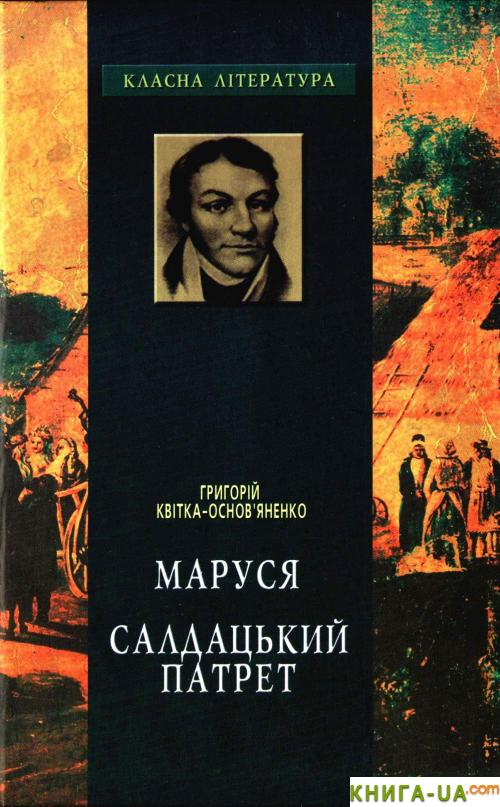 КЛАСНА ЛІТЕРАТУРА
ГРИГОРІЙ
КВІТКА-ОСНОВ'ЯНЕНКО
МАРУСЯ
САЛДАЦЬКИЙ
ПАТРЕТ
КНИГА-UA.com